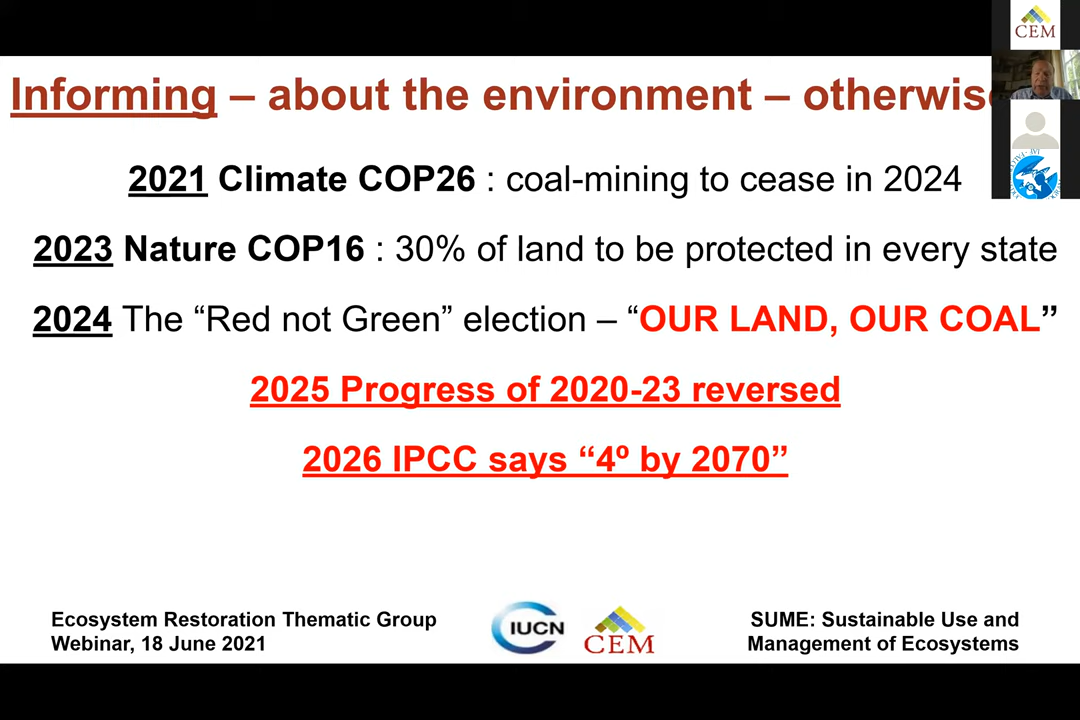 Informing – about the environment – otherwis
2021 Climate COP26 : coal-mining to cease in 2024
2023 Nature COP16 : 30% of land to be protected in every state
2024 The “Red not Green” election – “OUR LAND, OUR COAL”
2025 Progress of 2020-23 reversed
2026 IPCC says “4º by 2070”
Ecosystem Restoration Thematic Group
Webinar, 18 June 2021
IUCN
CEM
SUME: Sustainable Use and
Management of Ecosystems
CEM